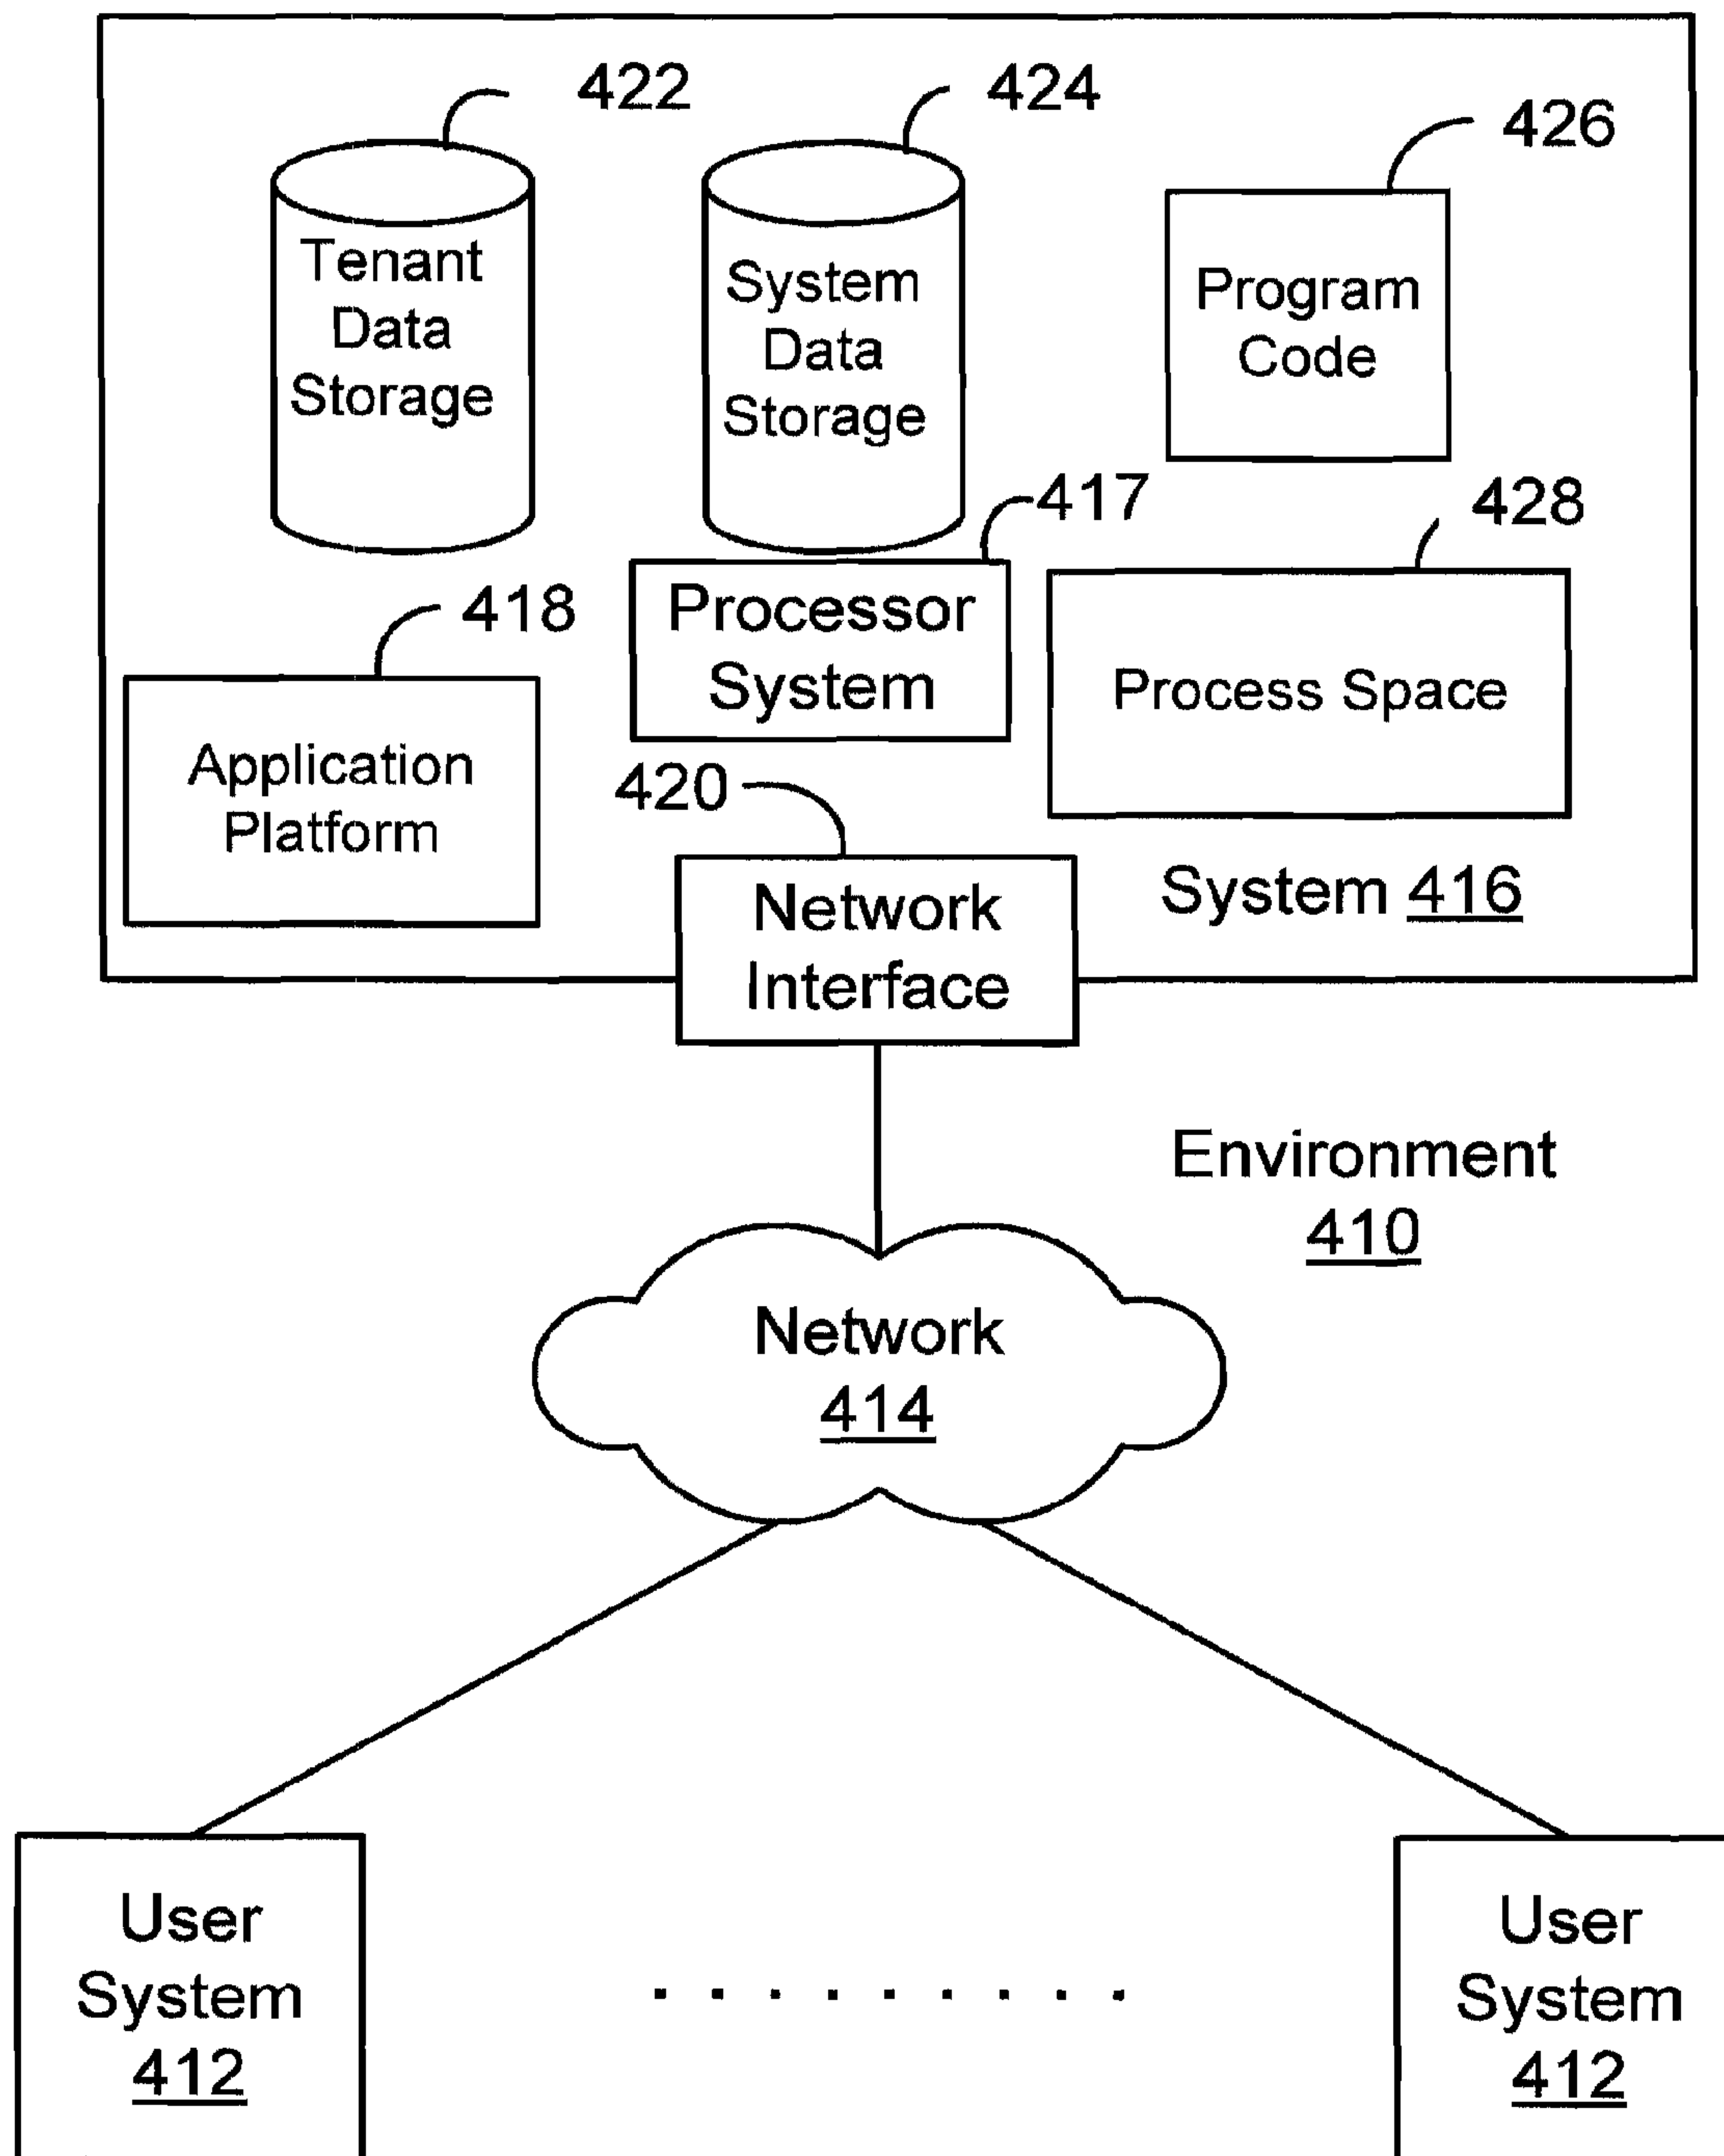 422
424
426
Tenant
Data
Storage
System
Data
Storage
Program
Code
417
428
418
Processor
System
Process Space
Application
Platform
420
Network
Interface
System 416
Environment
410
Network
414
User
System
412
User
System
412